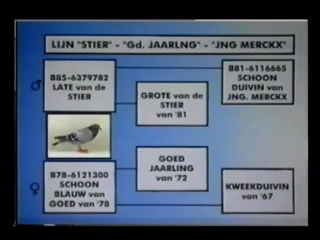 LIJN "STIER" - "Gd. JAARLNG" - "JNG MERCKX"
B85-6379782
LATE van de
STIER
GROTE van de
STIER
van '81
B81-6116665
SCHOON
DUIVIN van
JNG. MERCKX
B78-6121300
SCHOON
BLAUW van
GOED van '78
GOED
JAARLING
van '72
KWEEKDUIVIN
van '67